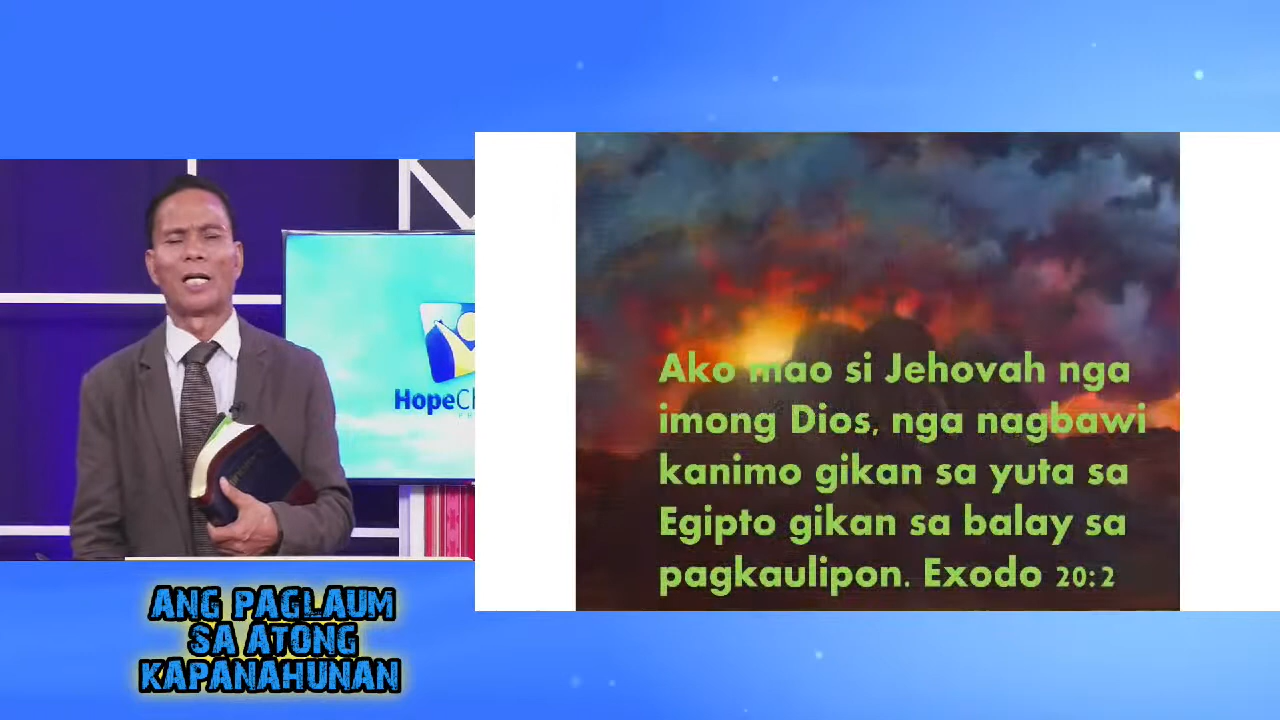 Hope
Ako mao si Jehovah nga
imong Dios, nga nagbawi
kanimo gikan sa yuta sa
Egipto gikan sa balay sa
pagkaulipon. Exodo 20:2
ANG PAGLAUM
SA ATONG
KAPANAHUNAN